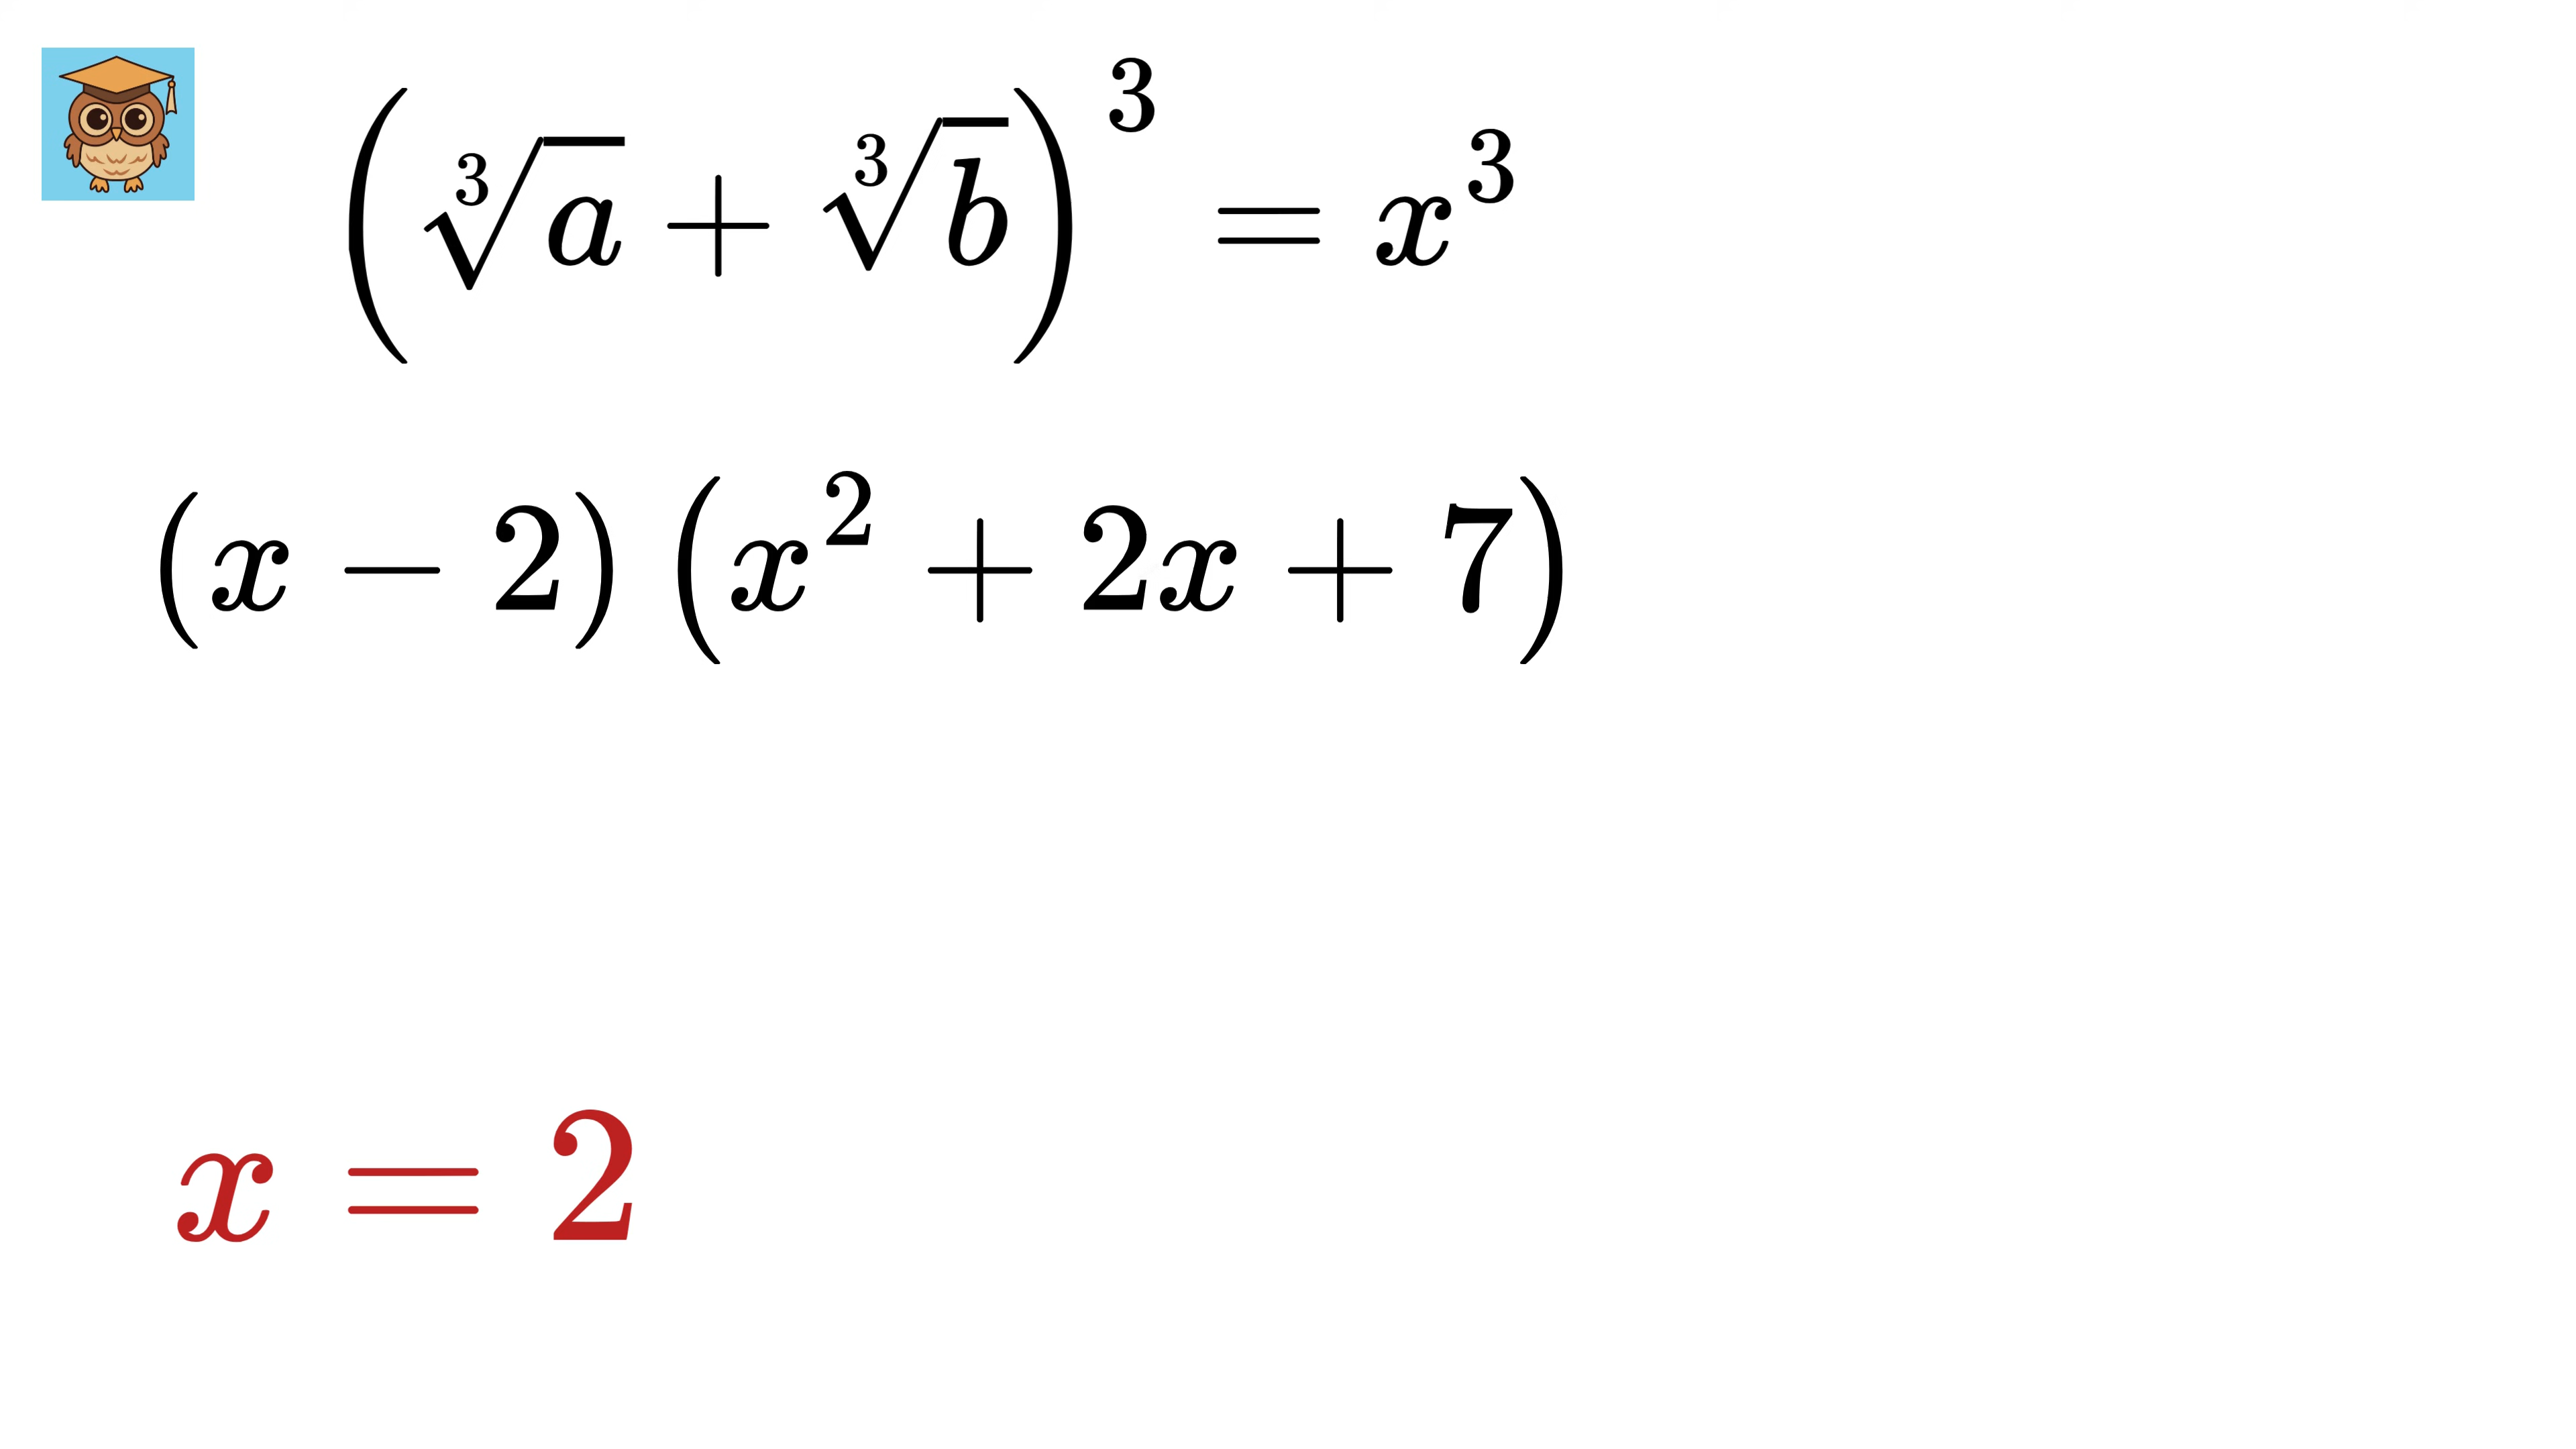 (∛a + ∛b)³ = x³
(x − 2) (x² + 2x + 7)
x = 2